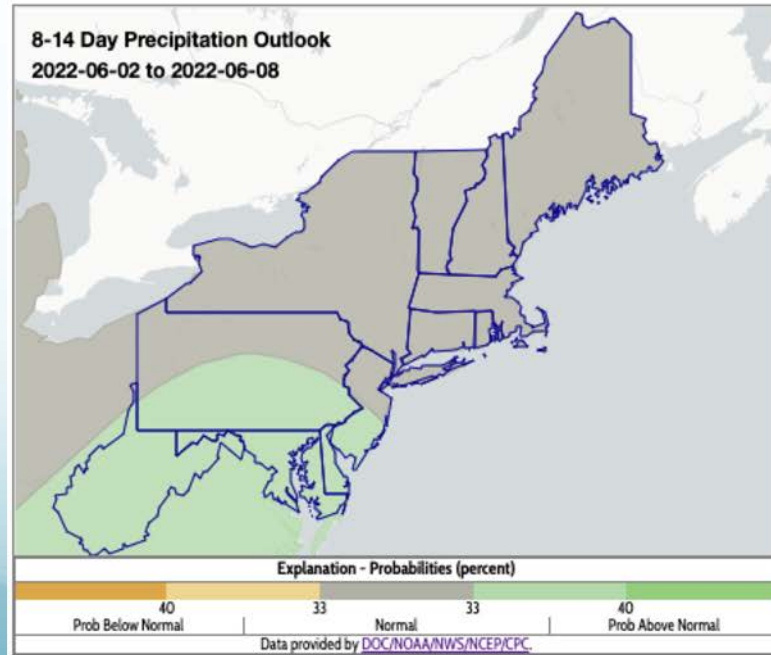 8-14 Day Precipitation Outlook
2022-06-02 to 2022-06-08
Explanation - Probabilities (percent)
40 33 33 40
Prob Below Normal | Normal | Prob Above Normal
Data provided by DOC/NOAA/NWS/NCEP/CPC.